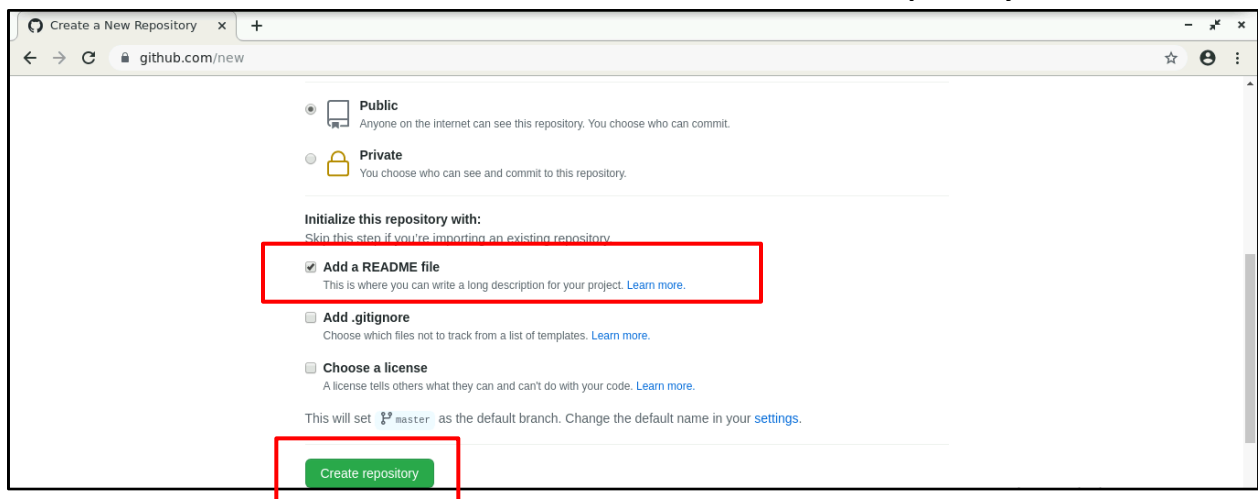 Create a New Repository
github.com/new
Public
Anyone on the internet can see this repository. You choose who can commit.
Private
You choose who can see and commit to this repository.
Initialize this repository with:
Skip this step if you're importing an existing repository.
Add a README file
This is where you can write a long description for your project. Learn more.
Add .gitignore
Choose which files not to track from a list of templates. Learn more.
Choose a license
A license tells others what they can and can't do with your code. Learn more.
This will set master as the default branch. Change the default name in your settings.
Create repository